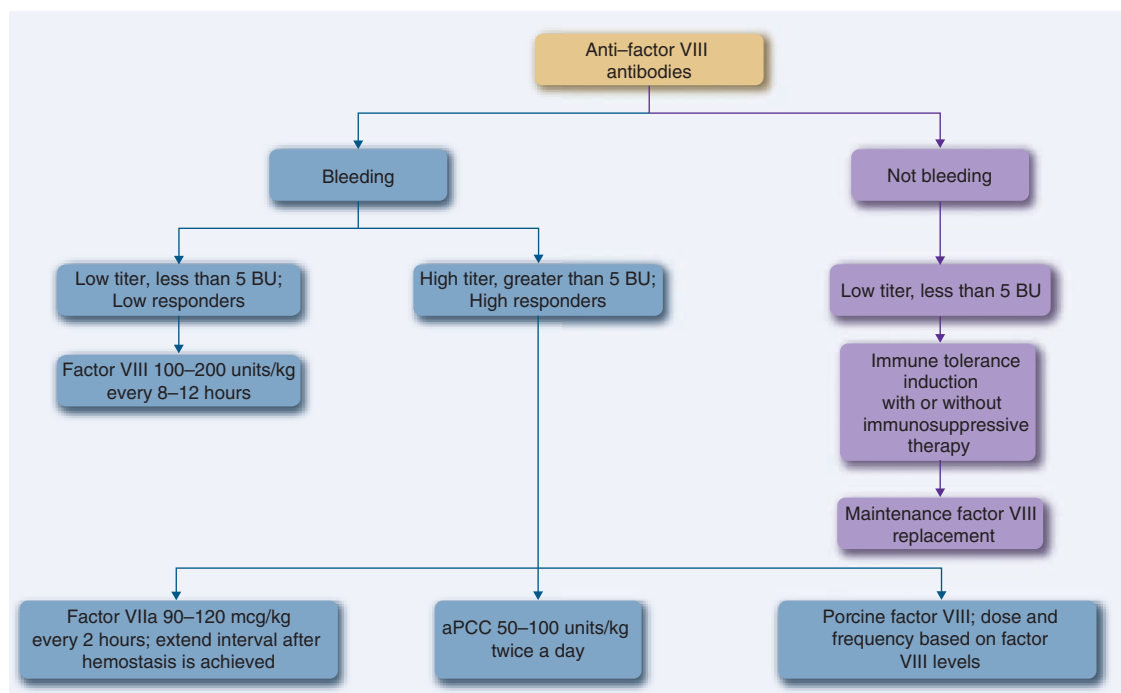 Anti–factor VIII
antibodies
Bleeding
Not bleeding
Low titer, less than 5 BU;
Low responders
High titer, greater than 5 BU;
High responders
Low titer, less than 5 BU
Factor VIII 100–200 units/kg
every 8–12 hours
Immune tolerance
induction
with or without
immunosuppressive
therapy
Maintenance factor VIII
replacement
Factor VIIa 90–120 mcg/kg
every 2 hours; extend interval after
hemostasis is achieved
aPCC 50–100 units/kg
twice a day
Porcine factor VIII; dose and
frequency based on factor
VIII levels